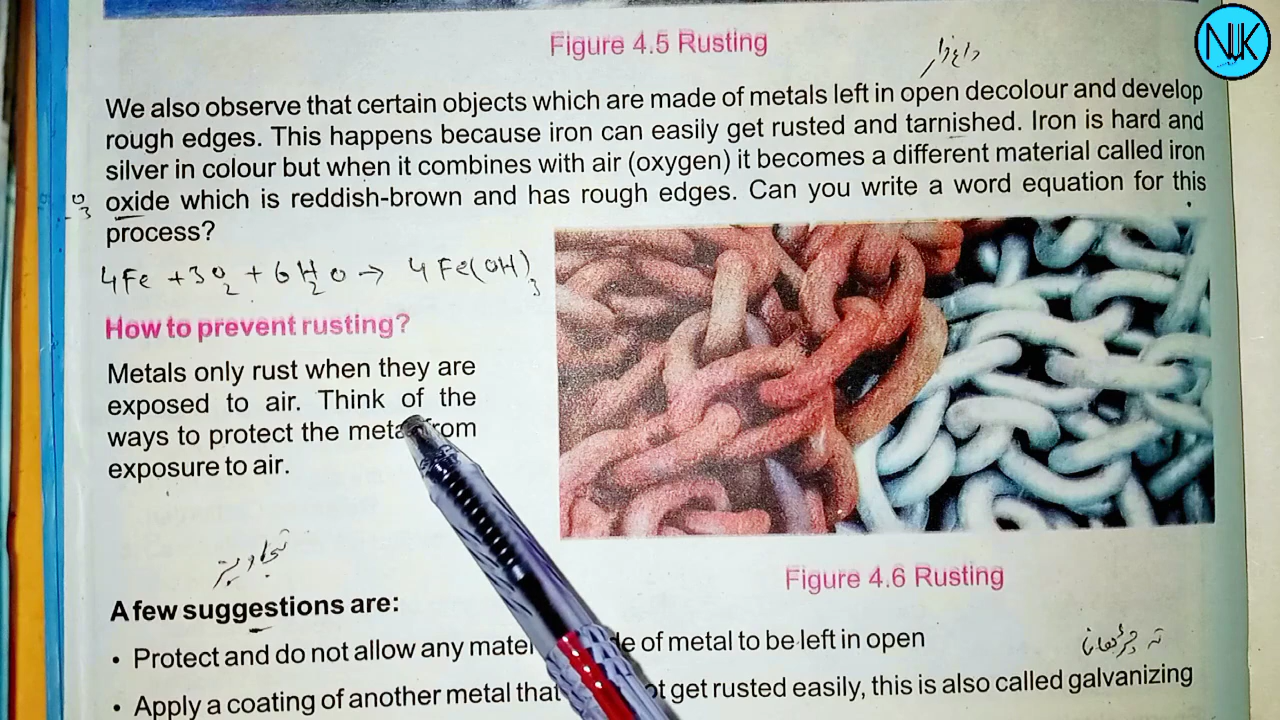 NUK
Figure 4.5 Rusting
داغدار
We also observe that certain objects which are made of metals left in open decolour and develop
rough edges. This happens because iron can easily get rusted and tarnished. Iron is hard and
silver in colour but when it combines with air (oxygen) it becomes a different material called iron
oxide which is reddish-brown and has rough edges. Can you write a word equation for this
process?
4Fe + 3O2 + 6H2O → 4Fe(OH)3
How to prevent rusting?
Metals only rust when they are
exposed to air. Think of the
ways to protect the metal from
exposure to air.
تجاویز
Figure 4.6 Rusting
A few suggestions are:
• Protect and do not allow any of metal to be left in open
تہ چڑھانا
• Apply a coating of another metal that get rusted easily, this is also called galvanizing